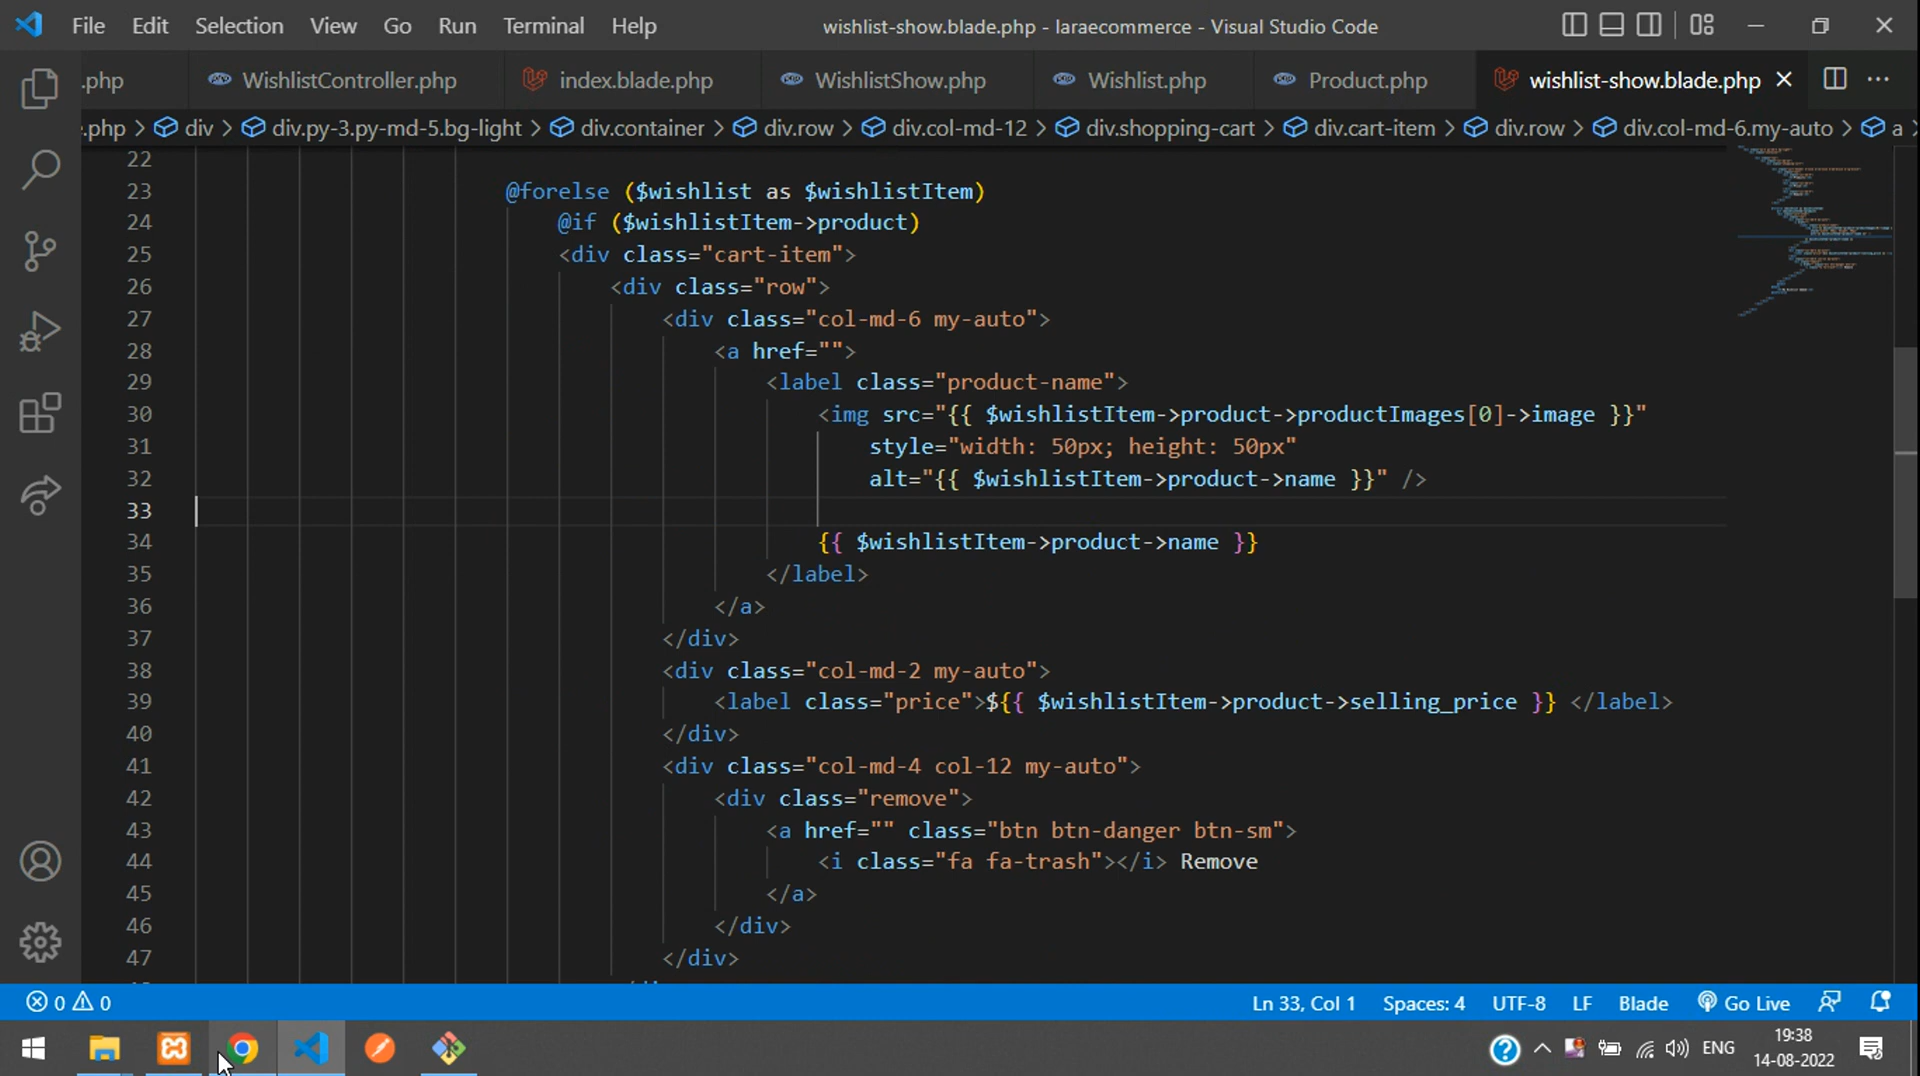 File Edit Selection View Go Run Terminal Help
wishlist-show.blade.php - laraecommerce - Visual Studio Code
.php WishlistController.php index.blade.php WishlistShow.php Wishlist.php Product.php wishlist-show.blade.php
.php > div > div.py-3.py-md-5.bg-light > div.container > div.row > div.col-md-12 > div.shopping-cart > div.cart-item > div.row > div.col-md-6.my-auto > a >
22
23 @forelse ($wishlist as $wishlistItem)
24 @if ($wishlistItem->product)
25 <div class="cart-item">
26 <div class="row">
27 <div class="col-md-6 my-auto">
28 <a href="">
29 <label class="product-name">
30 <img src="{{ $wishlistItem->product->productImages[0]->image }}"
31 style="width: 50px; height: 50px"
32 alt="{{ $wishlistItem->product->name }}" />
33
34 {{ $wishlistItem->product->name }}
35 </label>
36 </a>
37 </div>
38 <div class="col-md-2 my-auto">
39 <label class="price">${{ $wishlistItem->product->selling_price }} </label>
40 </div>
41 <div class="col-md-4 col-12 my-auto">
42 <div class="remove">
43 <a href="" class="btn btn-danger btn-sm">
44 <i class="fa fa-trash"></i> Remove
45 </a>
46 </div>
47 </div>
0 0 Ln 33, Col 1 Spaces: 4 UTF-8 LF Blade Go Live
ENG 19:38
14-08-2022